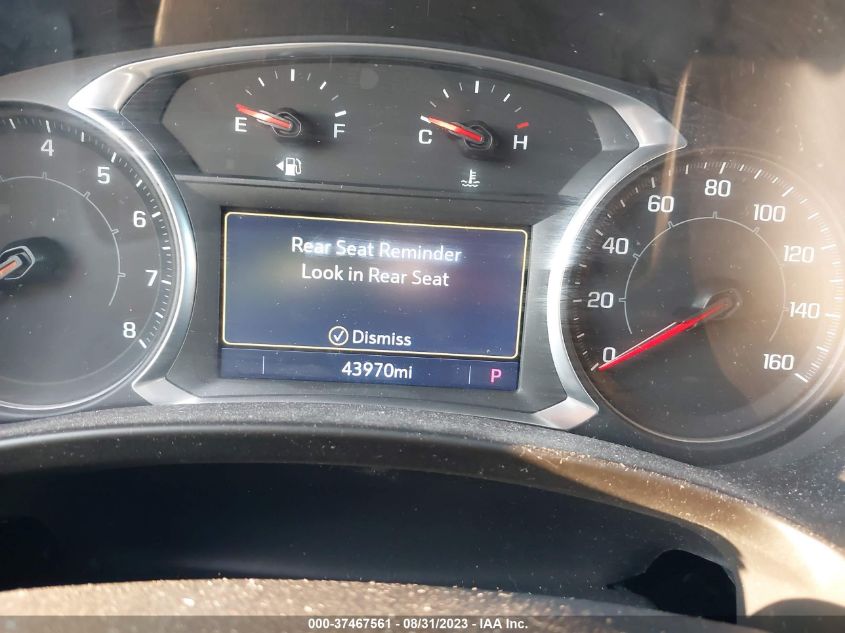 E F
C H
4
5
6
7
8
Rear Seat Reminder
Look in Rear Seat
Dismiss
43970mi P
0
20
40
60
80
100
120
140
160
000-37467561 - 08/31/2023 - IAA Inc.